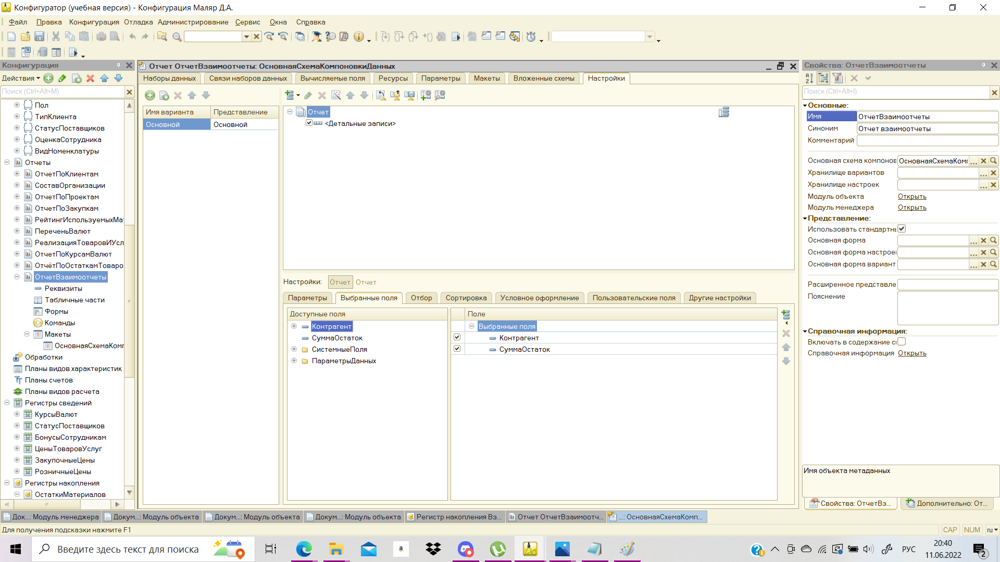 Конфигуратор (учебная версия) - Конфигурация Маляр Д.А.
Файл Правка Конфигурация Отладка Администрирование Сервис Окна Справка
Конфигурация
Действия
Поиск (Ctrl+Alt+M)
Пол
ТипКлиента
СтатусПоставщиков
ОценкаСотрудника
ВидНоменклатуры
Отчеты
ОтчетПоКлиентам
СоставОрганизации
ОтчетПоПроектам
ОтчетПоЗакупкам
РейтингИспользуемыхМат
ПереченьВалют
РеализацияТоваровИУсл
ОтчетПоКурсамВалют
ОтчётПоОстаткамТоваро
ОтчетВзаимоотчеты
Реквизиты
Табличные части
Формы
Команды
Макеты
ОсновнаяСхемаКомп
Обработки
Планы видов характеристик
Планы счетов
Планы видов расчета
Регистры сведений
КурсыВалют
СтатусПоставщиков
БонусыСотрудникам
ЦеныТоваровУслуг
ЗакупочныеЦены
РозничныеЦены
Регистры накопления
ОстаткиМатериалов
Отчет ОтчетВзаимоотчеты: ОсновнаяСхемаКомпоновкиДанных
Наборы данных Связи наборов данных Вычисляемые поля Ресурсы Параметры Макеты Вложенные схемы Настройки
Имя варианта Представление
Основной Основной
Отчет
<Детальные записи>
Настройки: Отчет Отчет
Параметры Выбранные поля Отбор Сортировка Условное оформление Пользовательские поля Другие настройки
Доступные поля
Контрагент
СуммаОстаток
СистемныеПоля
ПараметрыДанных
Поле
Выбранные поля
Контрагент
СуммаОстаток
Свойства: ОтчетВзаимоотчеты
Поиск (Ctrl+Alt+I)
Основные:
Имя ОтчетВзаимоотчеты
Синоним Отчет взаимоотчеты
Комментарий
Основная схема компонов ОсновнаяСхемаКомп ...
Хранилище вариантов ...
Хранилище настроек ...
Модуль объекта Открыть
Модуль менеджера Открыть
Представление:
Использовать стандартны
Основная форма ...
Основная форма настрое ...
Основная форма вариант ...
Расширенное представле
Пояснение
Справочная информация:
Включать в содержание с
Справочная информация Открыть
Имя объекта метаданных
Свойства: ОтчетВз... Дополнительно: От...
Док...: Модуль менеджера Докум...: Модуль объекта Докум...: Модуль объекта Докум...: Модуль объекта Регистр накопления Вз... Отчет ОтчетВзаимоотч... ...: ОсновнаяСхемаКомп...
Для получения подсказки нажмите F1
CAP NUM ru
Введите здесь текст для поиска
a
РУС
20:40
11.06.2022
2